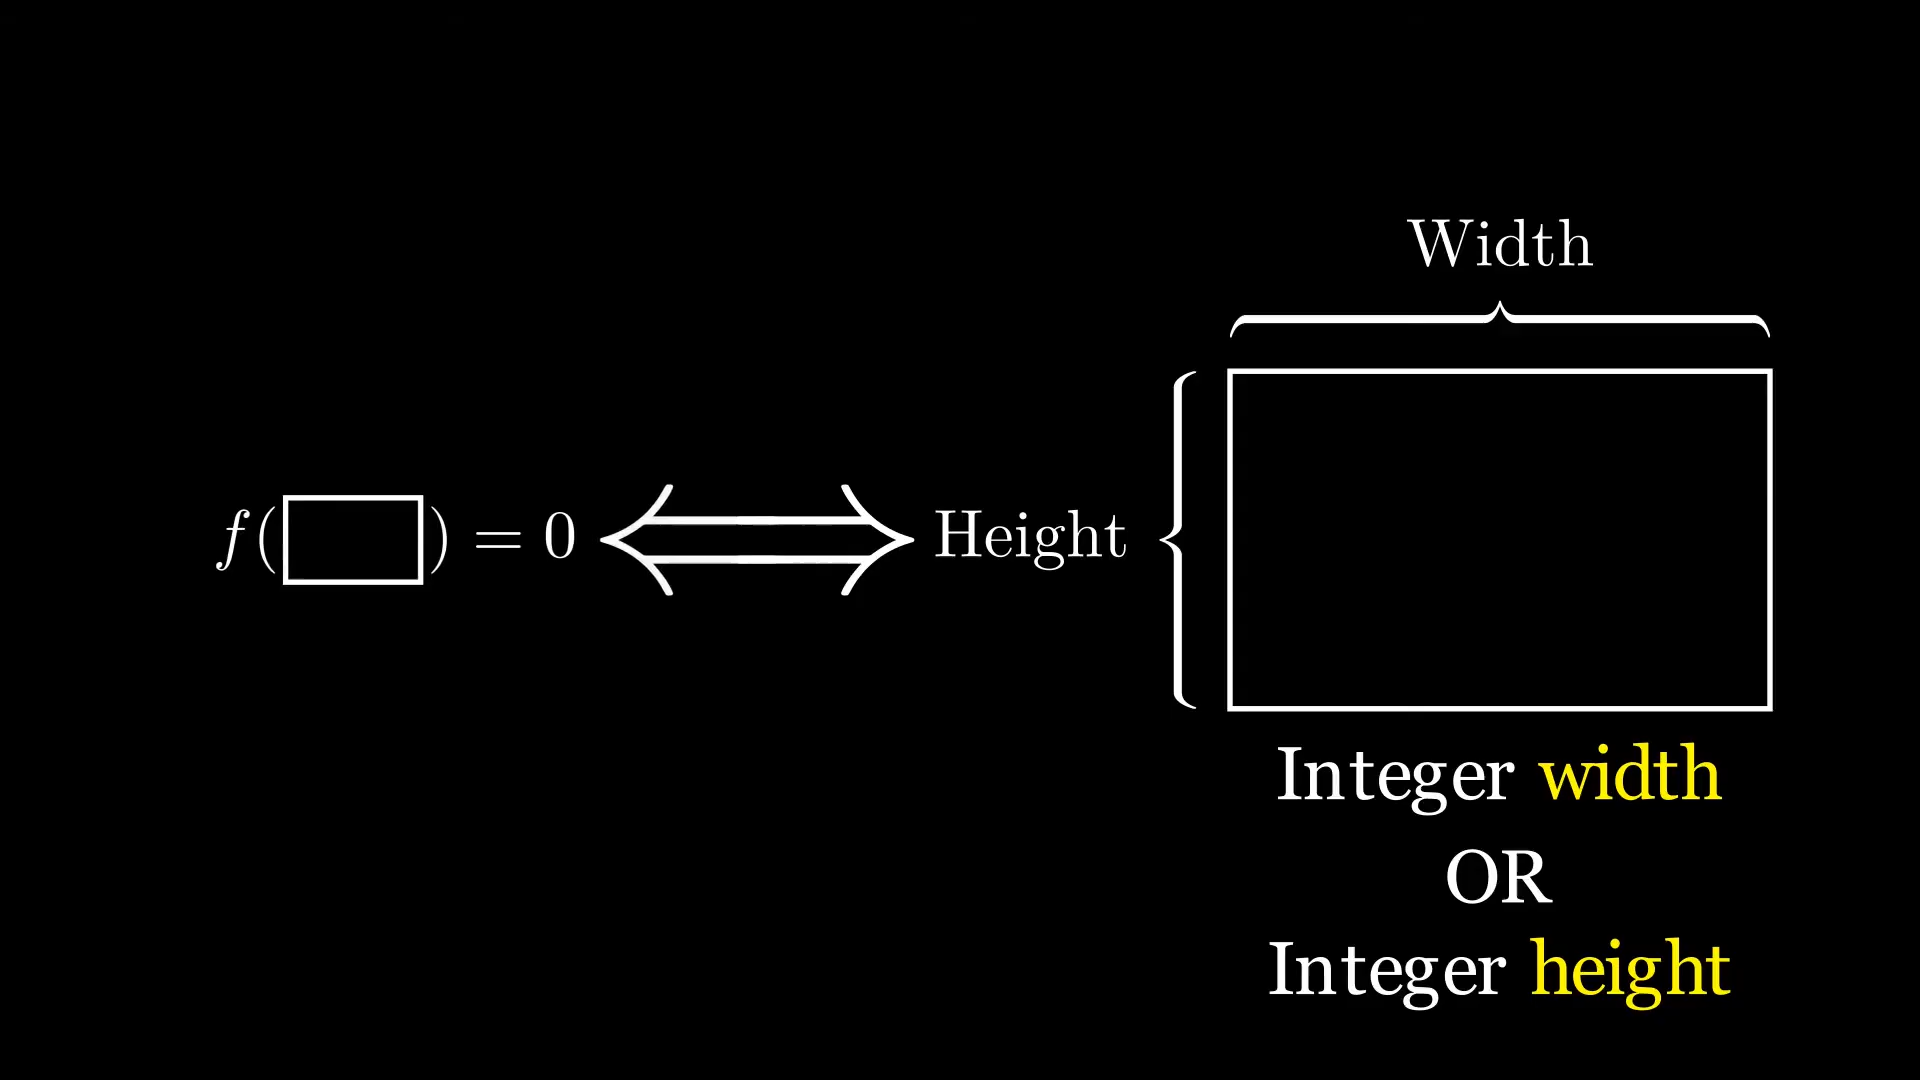 Width
f(▭) = 0 ⟺ Height
Integer width
OR
Integer height